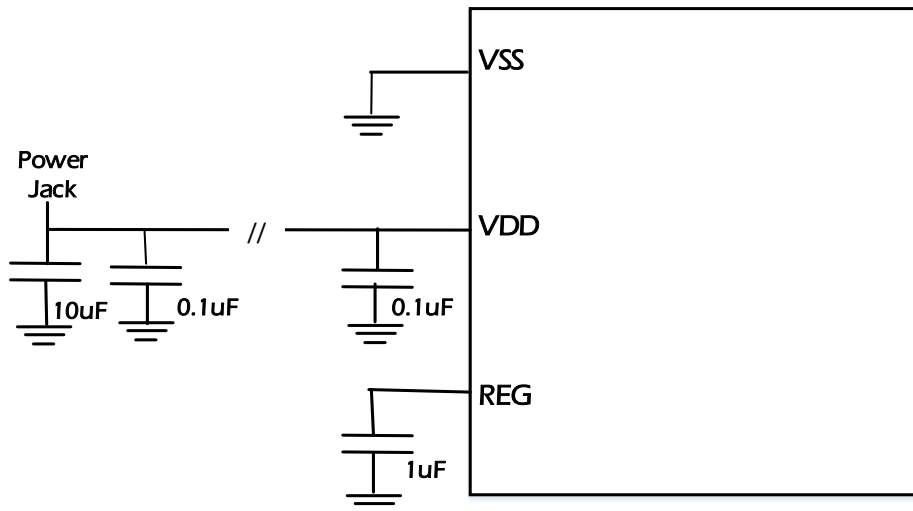 VSS
Power
Jack
//
VDD
10uF
0.1uF
0.1uF
REG
1uF